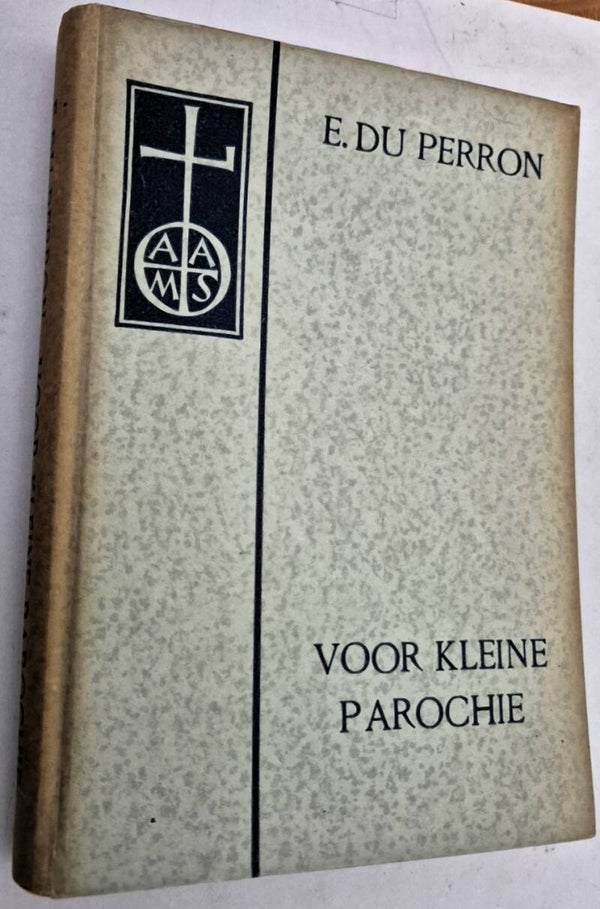 E. DU PERRON
A A
M S
VOOR KLEINE
PAROCHIE